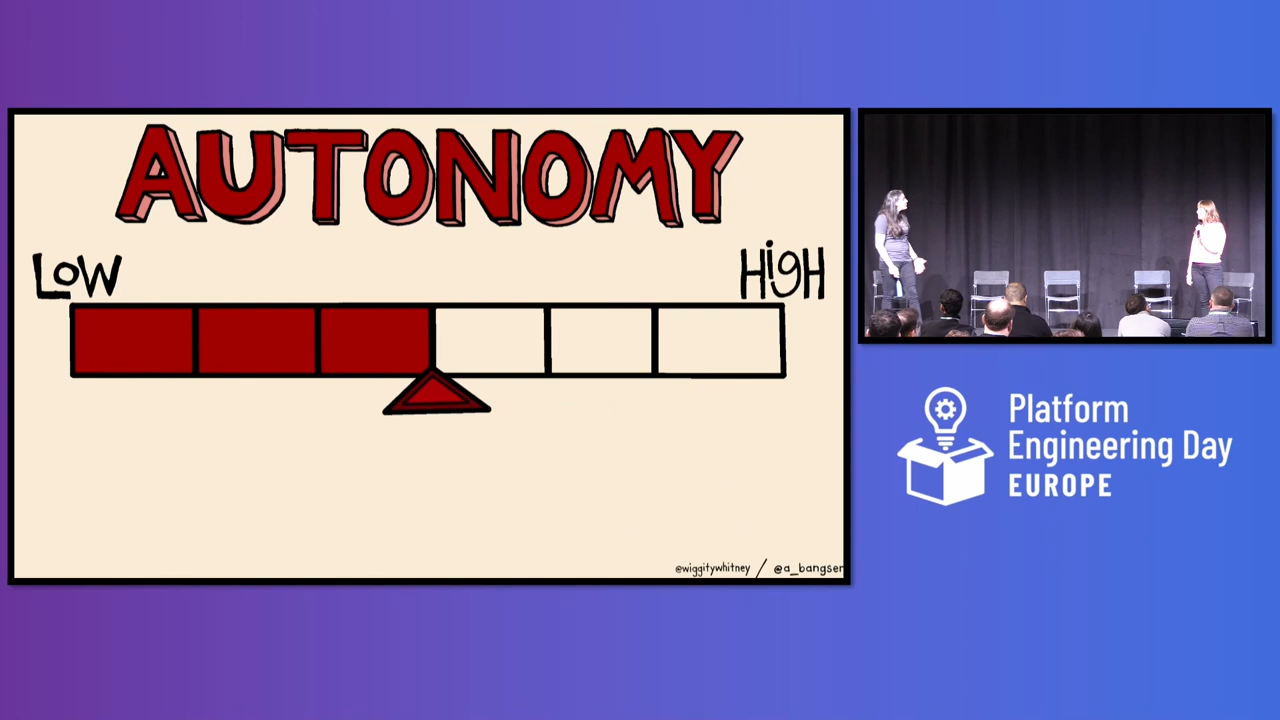 AUTONOMY
LOW
HIGH
@wiggitywhitney / @a_bangser
Platform
Engineering Day
EUROPE